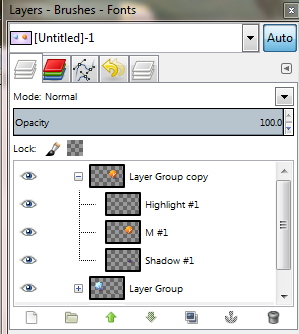 Layers - Brushes - Fonts
[Untitled]-1
Auto
Mode: Normal
Opacity 100.0
Lock:
Layer Group copy
Highlight #1
M #1
Shadow #1
Layer Group